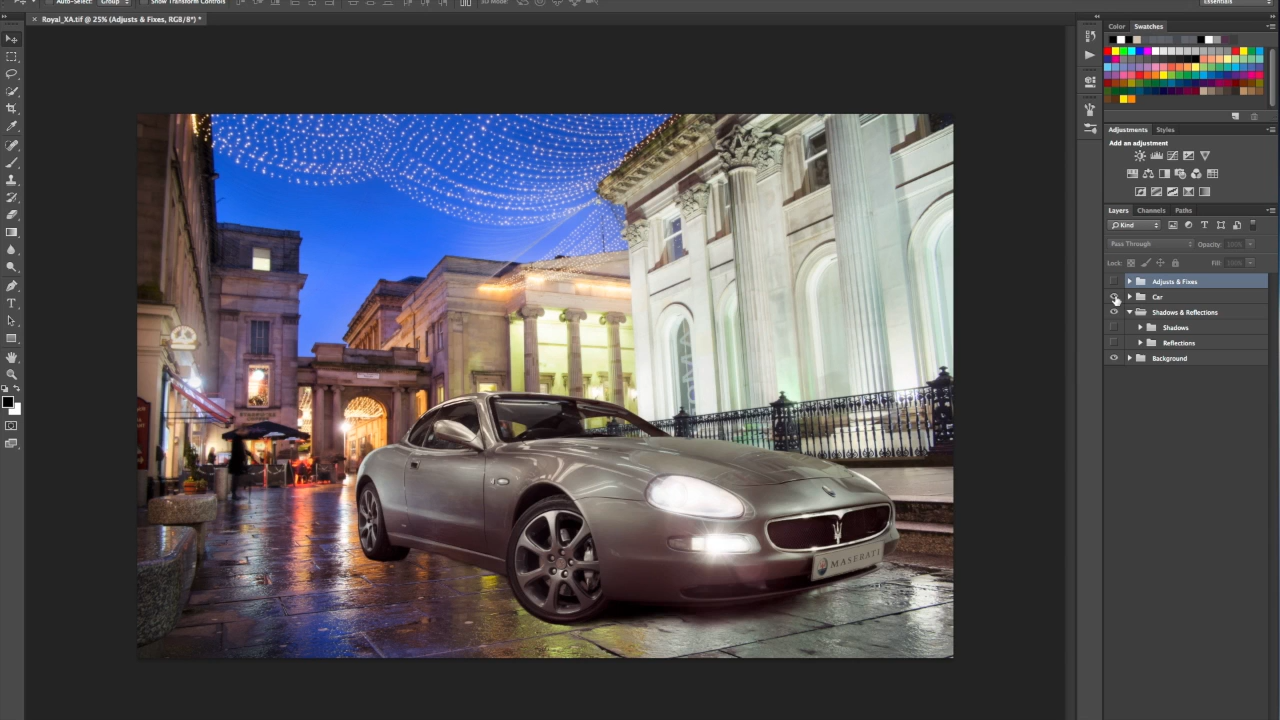 Auto-Select: Group Show Transform Controls 3D Mode: Essentials
Royal_XA.tif @ 25% (Adjusts & Fixes, RGB/8*) *
Color Swatches
Adjustments Styles
Add an adjustment
Layers Channels Paths
Kind
Pass Through Opacity: 100%
Lock: Fill: 100%
Adjusts & Fixes
Car
Shadows & Reflections
Shadows
Reflections
Background
MASERATI